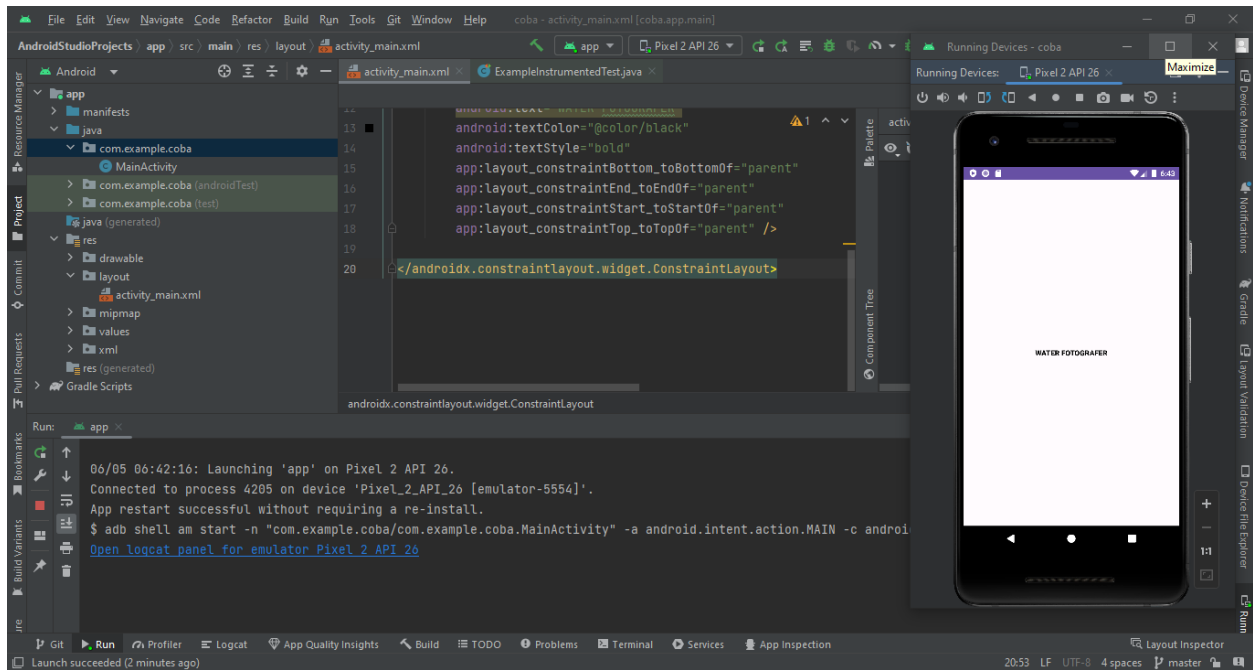 File Edit View Navigate Code Refactor Build Run Tools Git Window Help coba - activity_main.xml [coba.app.main]
AndroidStudioProjects app src main res layout activity_main.xml app Pixel 2 API 26
Running Devices - coba
Maximize
Running Devices: Pixel 2 API 26
Android
activity_main.xml
ExampleInstrumentedTest.java
app
manifests
java
com.example.coba
MainActivity
com.example.coba (androidTest)
com.example.coba (test)
java (generated)
res
drawable
layout
activity_main.xml
mipmap
values
xml
res (generated)
Gradle Scripts
12 android:text="WATER FOTOGRAFER"
13 android:textColor="@color/black"
14 android:textStyle="bold"
15 app:layout_constraintBottom_toBottomOf="parent"
16 app:layout_constraintEnd_toEndOf="parent"
17 app:layout_constraintStart_toStartOf="parent"
18 app:layout_constraintTop_toTopOf="parent" />
19
20 </androidx.constraintlayout.widget.ConstraintLayout>
1
androidx.constraintlayout.widget.ConstraintLayout
Palette
Component Tree
activ
6:43
WATER FOTOGRAFER
1:1
Resource Manager
Project
Commit
Pull Requests
Bookmarks
Build Variants
Device Manager
Notifications
Gradle
Layout Validation
Device File Explorer
Runn
Run: app
06/05 06:42:16: Launching 'app' on Pixel 2 API 26.
Connected to process 4205 on device 'Pixel_2_API_26 [emulator-5554]'.
App restart successful without requiring a re-install.
$ adb shell am start -n "com.example.coba/com.example.coba.MainActivity" -a android.intent.action.MAIN -c androi
Open logcat panel for emulator Pixel 2 API 26
Git Run Profiler Logcat App Quality Insights Build TODO Problems Terminal Services App Inspection Layout Inspector
Launch succeeded (2 minutes ago) 20:53 LF UTF-8 4 spaces master